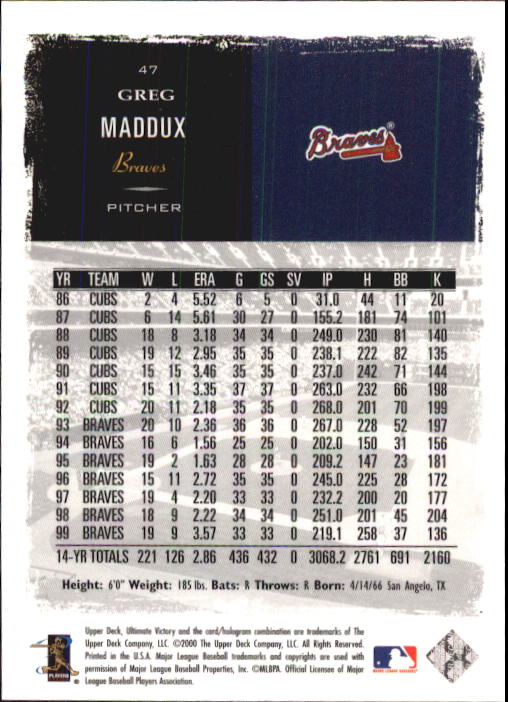 47
GREG
MADDUX
Braves
PITCHER
Braves®
YR TEAM W L ERA G GS SV IP H BB K
86 CUBS 2 4 5.52 6 5 0 31.0 44 11 20
87 CUBS 6 14 5.61 30 27 0 155.2 181 74 101
88 CUBS 18 8 3.18 34 34 0 249.0 230 81 140
89 CUBS 19 12 2.95 35 35 0 238.1 222 82 135
90 CUBS 15 15 3.46 35 35 0 237.0 242 71 144
91 CUBS 15 11 3.35 37 37 0 263.0 232 66 198
92 CUBS 20 11 2.18 35 35 0 268.0 201 70 199
93 BRAVES 20 10 2.36 36 36 0 267.0 228 52 197
94 BRAVES 16 6 1.56 25 25 0 202.0 150 31 156
95 BRAVES 19 2 1.63 28 28 0 209.2 147 23 181
96 BRAVES 15 11 2.72 35 35 0 245.0 225 28 172
97 BRAVES 19 4 2.20 33 33 0 232.2 200 20 177
98 BRAVES 18 9 2.22 34 34 0 251.0 201 45 204
99 BRAVES 19 9 3.57 33 33 0 219.1 258 37 136
14-YR TOTALS 221 126 2.86 436 432 0 3068.2 2761 691 2160
Height: 6'0" Weight: 185 lbs. Bats: R Throws: R Born: 4/14/66 San Angelo, TX
Upper Deck, Ultimate Victory and the card/hologram combination are trademarks of The
Upper Deck Company, LLC. ©2000 The Upper Deck Company, LLC. All Rights Reserved.
Printed in the U.S.A. Major League Baseball trademarks and copyrights are used with
permission of Major League Baseball Properties, Inc. ©MLBPA. Official Licensee of Major
League Baseball Players Association.
PLAYERS
MAJOR LEAGUE BASEBALL